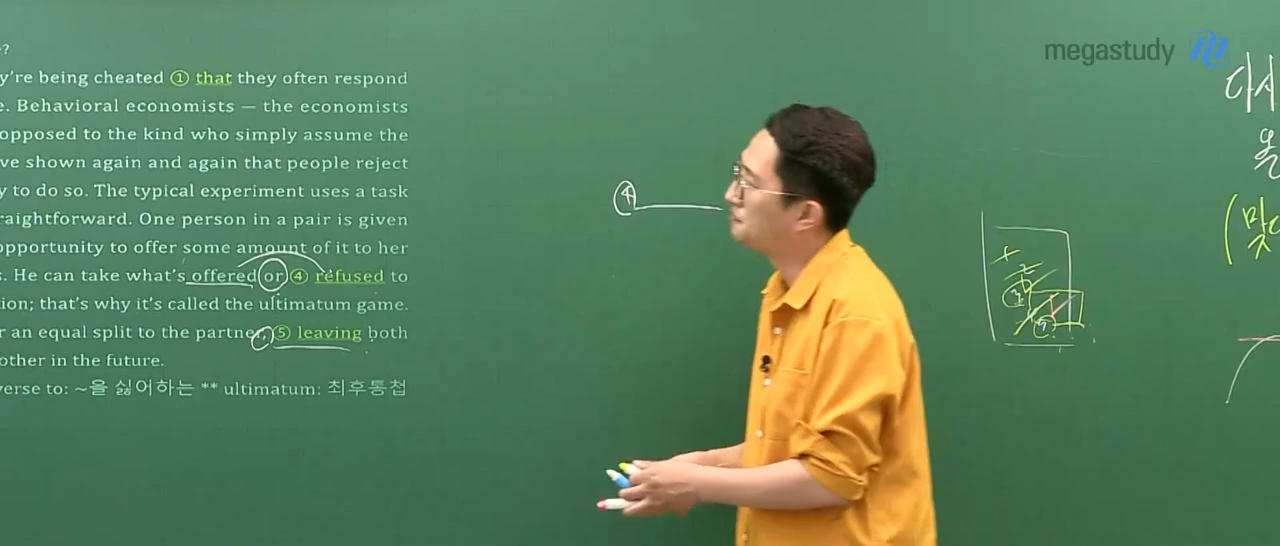 ?
y're being cheated ① that they often respond
e. Behavioral economists — the economists
opposed to the kind who simply assume the
ve shown again and again that people reject
y to do so. The typical experiment uses a task
raightforward. One person in a pair is given
opportunity to offer some amount of it to her
s. He can take what's offered or ④ refused to
tion; that's why it's called the ultimatum game.
r an equal split to the partner, ⑤ leaving both
other in the future.
verse to: ~을 싫어하는 ** ultimatum: 최후통첩
④
megastudy
다시